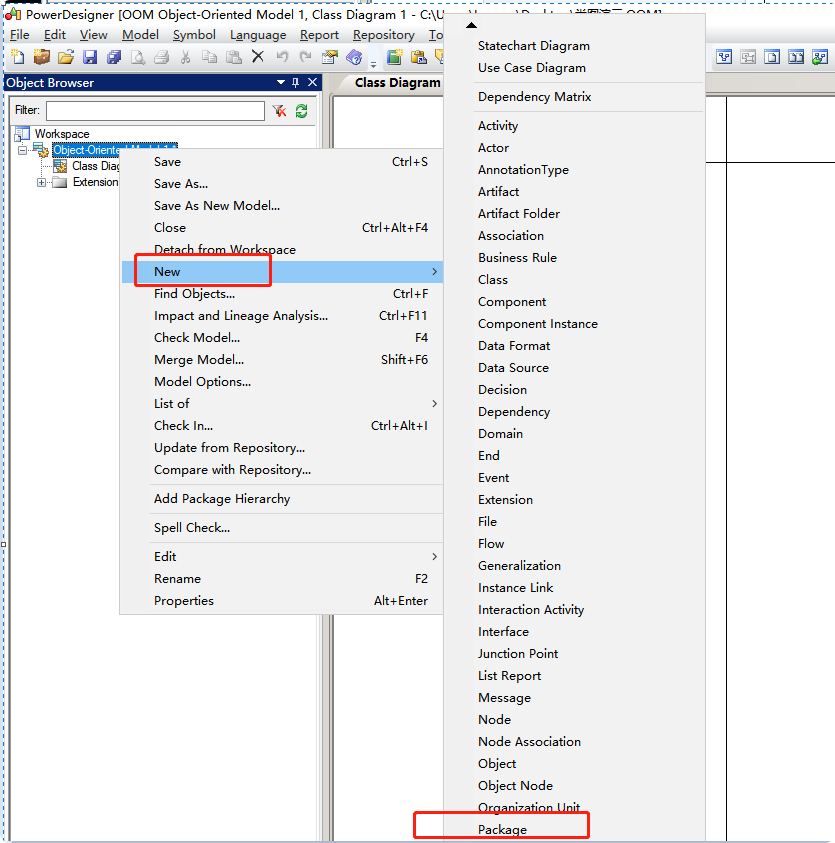 PowerDesigner [OOM Object-Oriented Model 1, Class Diagram 1 - C:\U
File Edit View Model Symbol Language Report Repository To
Object Browser
Class Diagram
Filter:
Workspace
Object-Oriente
Class Diag
Extension
Save Ctrl+S
Save As...
Save As New Model...
Close Ctrl+Alt+F4
Detach from Workspace
New
Find Objects... Ctrl+F
Impact and Lineage Analysis... Ctrl+F11
Check Model... F4
Merge Model... Shift+F6
Model Options...
List of
Check In... Ctrl+Alt+I
Update from Repository...
Compare with Repository...
Add Package Hierarchy
Spell Check...
Edit
Rename F2
Properties Alt+Enter
Statechart Diagram
Use Case Diagram
Dependency Matrix
Activity
Actor
AnnotationType
Artifact
Artifact Folder
Association
Business Rule
Class
Component
Component Instance
Data Format
Data Source
Decision
Dependency
Domain
End
Event
Extension
File
Flow
Generalization
Instance Link
Interaction Activity
Interface
Junction Point
List Report
Message
Node
Node Association
Object
Object Node
Organization Unit
Package